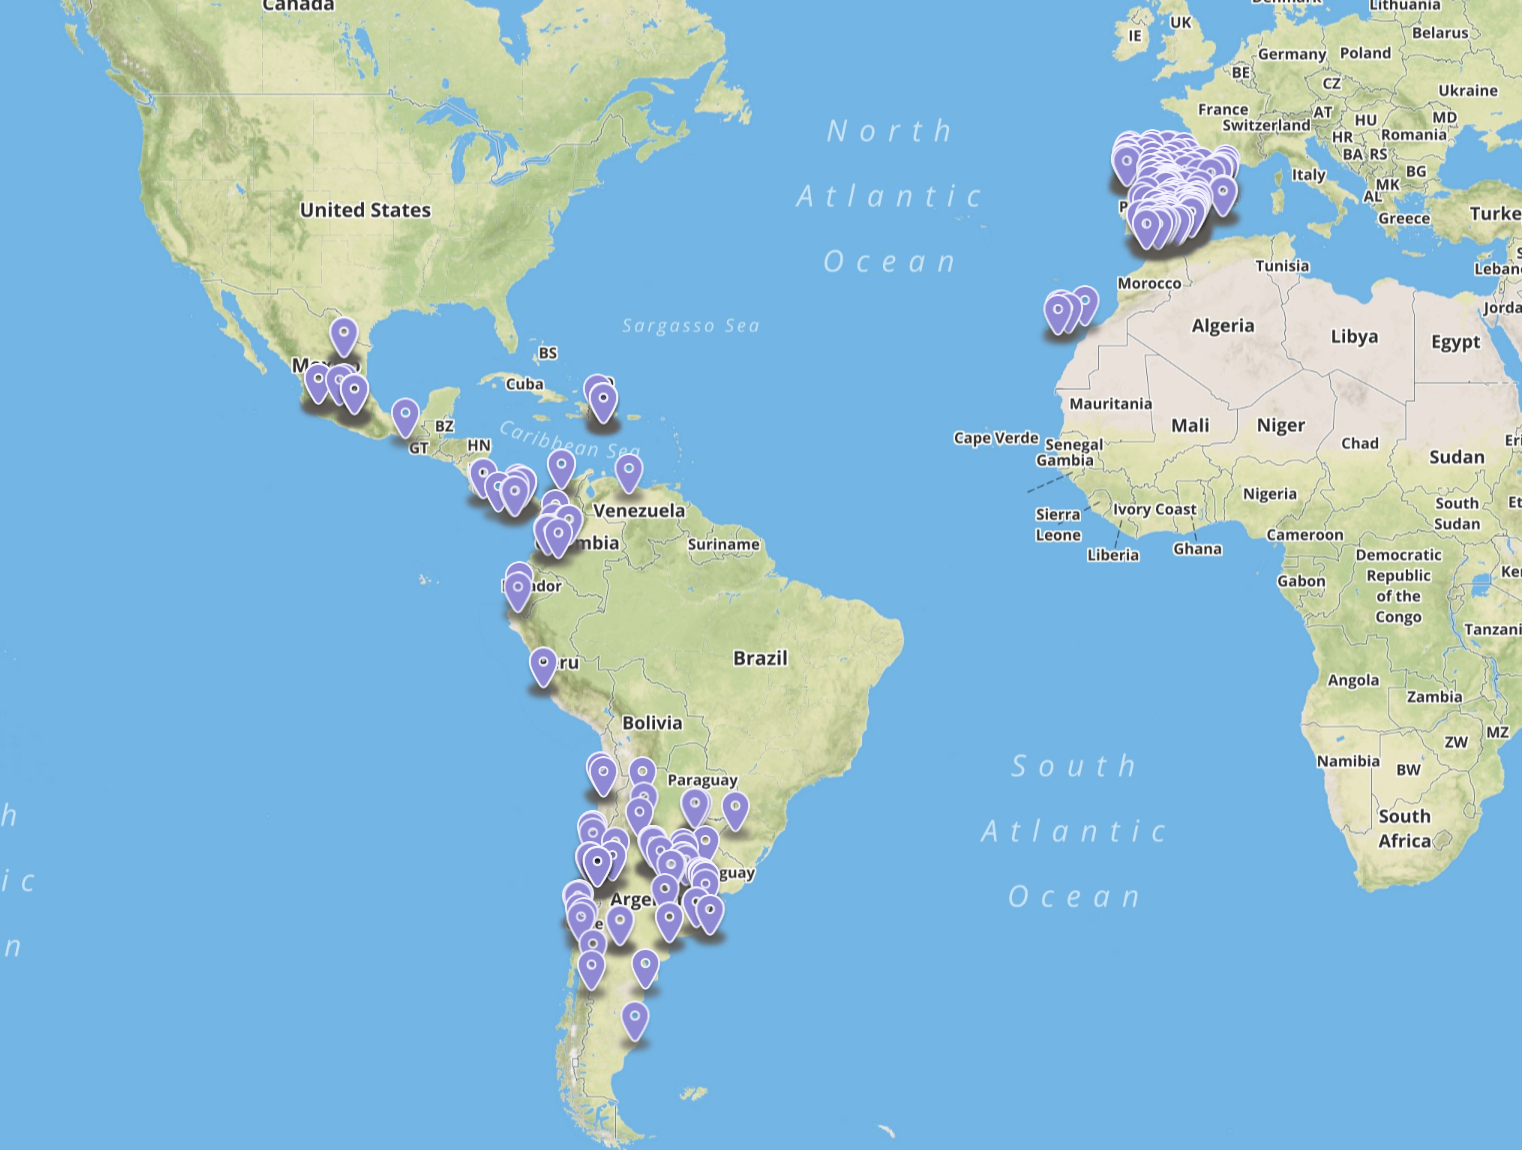 Canada
Lithuania
UK
IE
Belarus
Germany
Poland
BE
CZ
Ukraine
France
AT
HU
MD
Switzerland
HR
Romania
BA
RS
BG
Italy
MK
AL
Greece
Turke
North
Atlantic
Ocean
United States
Tunisia
Morocco
Leban
Jorda
Algeria
Libya
Egypt
Sargasso Sea
BS
Cuba
BZ
GT
HN
Caribbean Sea
Mauritania
Mali
Niger
Chad
Sudan
Cape Verde
Senegal
Gambia
Nigeria
South
Sudan
Sierra
Leone
Ivory Coast
Liberia
Ghana
Cameroon
Gabon
Democratic
Republic
of the
Congo
Tanzani
Venezuela
Suriname
Brazil
Bolivia
Paraguay
Angola
Zambia
MZ
ZW
Namibia
BW
South
Africa
South
Atlantic
Ocean